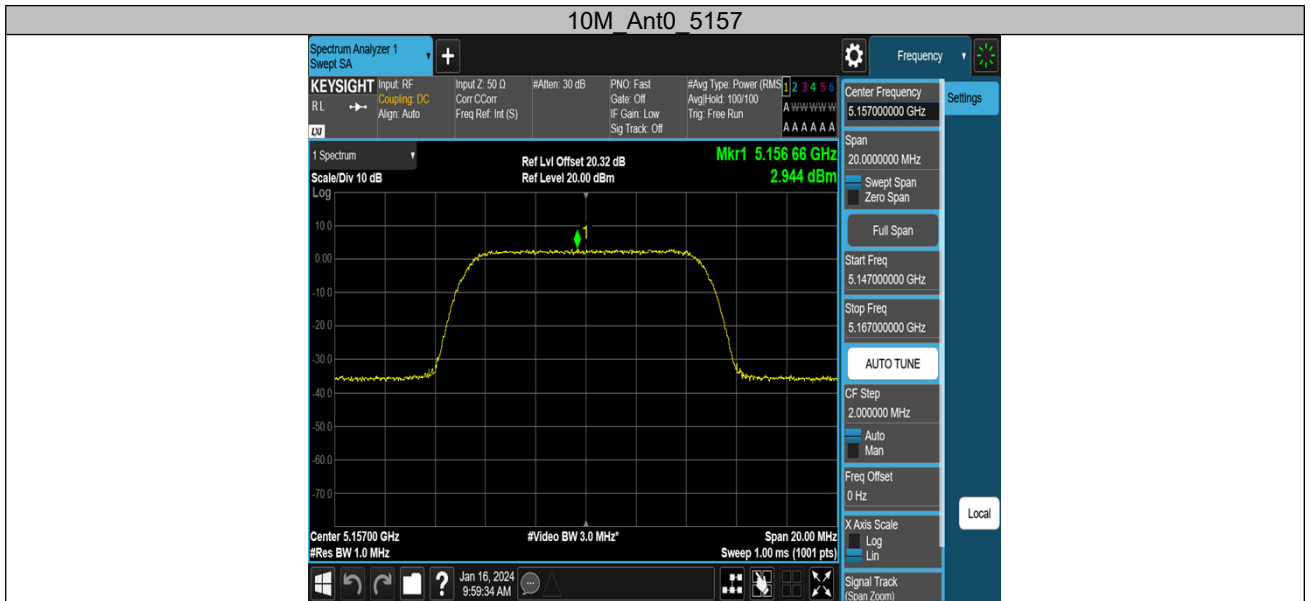 10M_Ant0_5157
Spectrum Analyzer 1
Swept SA
Frequency
KEYSIGHT
RL
LXI
Input: RF
Coupling: DC
Align: Auto
Input Z: 50 Ω
Corr CCorr
Freq Ref: Int (S)
#Atten: 30 dB
PNO: Fast
Gate: Off
IF Gain: Low
Sig Track: Off
#Avg Type: Power (RMS
Avg|Hold: 100/100
Trig: Free Run
1 2 3 4 5 6
A W W W W W
A A A A A A
1 Spectrum
Scale/Div 10 dB
Log
Ref Lvl Offset 20.32 dB
Ref Level 20.00 dBm
Mkr1 5.156 66 GHz
2.944 dBm
10.0
0.00
-10.0
-20.0
-30.0
-40.0
-50.0
-60.0
-70.0
1
Center 5.15700 GHz
#Res BW 1.0 MHz
#Video BW 3.0 MHz*
Span 20.00 MHz
Sweep 1.00 ms (1001 pts)
Jan 16, 2024
9:59:34 AM
Center Frequency
5.157000000 GHz
Span
20.0000000 MHz
Swept Span
Zero Span
Full Span
Start Freq
5.147000000 GHz
Stop Freq
5.167000000 GHz
AUTO TUNE
CF Step
2.000000 MHz
Auto
Man
Freq Offset
0 Hz
X Axis Scale
Log
Lin
Signal Track
(Span Zoom)
Settings
Local